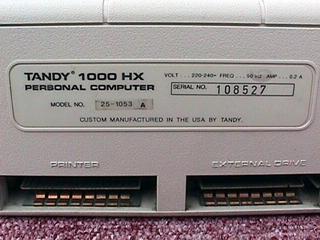 TANDY® 1000 HX
PERSONAL COMPUTER
VOLT ... 220-240~ FREQ ... 50 HZ AMP ... 0.2 A
SERIAL NO. 108527
MODEL NO. 25-1053 A
CUSTOM MANUFACTURED IN THE USA BY TANDY.
PRINTER
EXTERNAL DRIVE